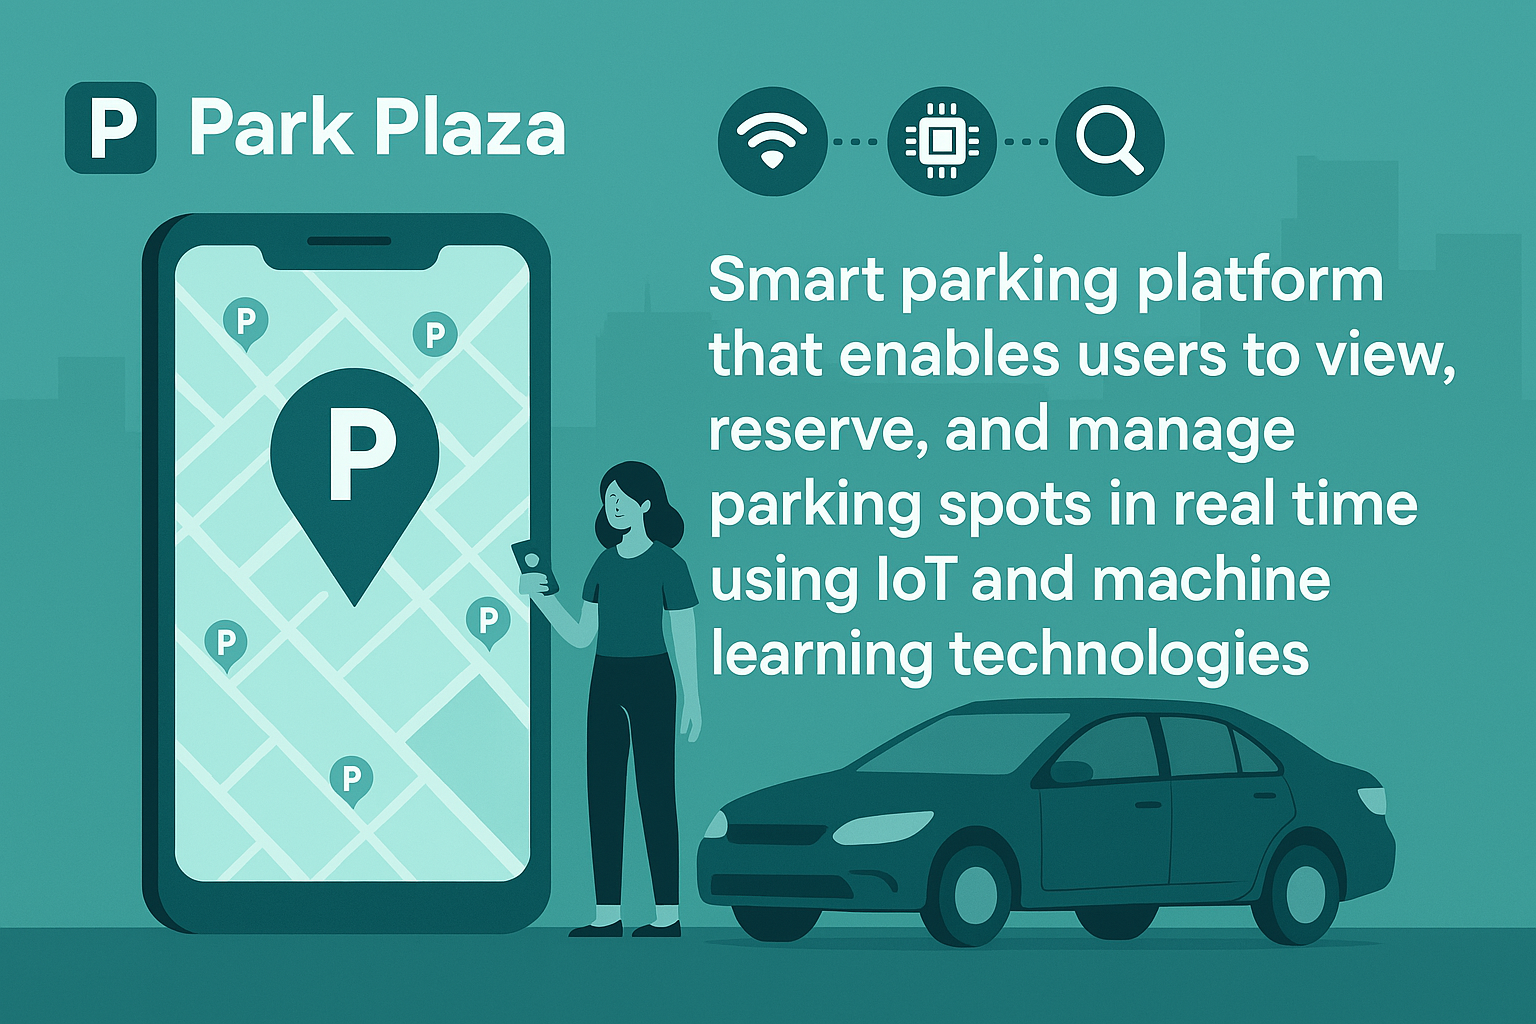 P Park Plaza
Smart parking platform
that enables users to view,
reserve, and manage
parking spots in real time
using IoT and machine
learning technologies
P
P
P
P
P
P